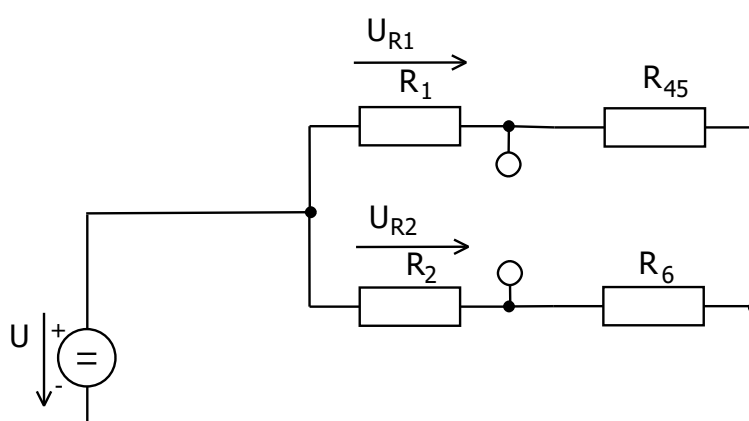 U_R1
R_1
R_45
U_R2
R_2
R_6
U
+
=
-